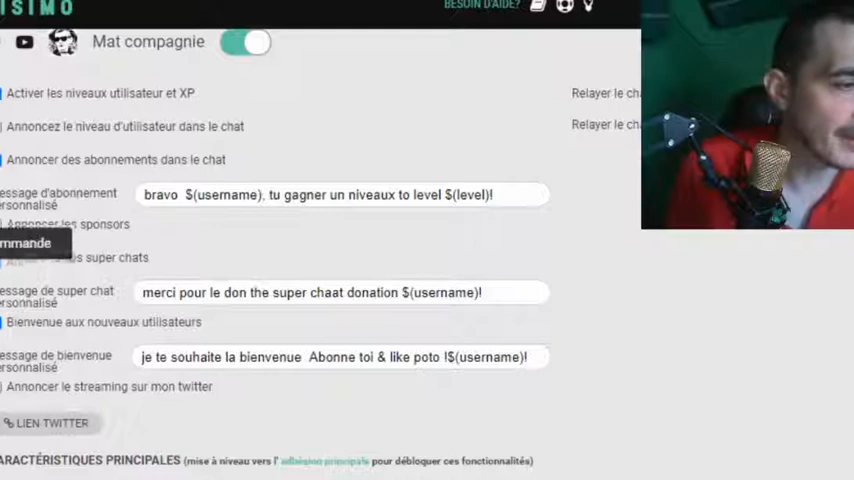 ISIMO
BESOIN D'AIDE?
Mat compagnie
Activer les niveaux utilisateur et XP
Relayer le cha
Annoncez le niveau d'utilisateur dans le chat
Relayer le cha
Annoncer des abonnements dans le chat
essage d'abonnement
ersonnalisé
bravo $(username), tu gagner un niveaux to level $(level)!
Annoncer les sponsors
mmande
les super chats
essage de super chat
ersonnalisé
merci pour le don the super chaat donation $(username)!
Bienvenue aux nouveaux utilisateurs
essage de bienvenue
ersonnalisé
je te souhaite la bienvenue Abonne toi & like poto !$(username)!
Annoncer le streaming sur mon twitter
LIEN TWITTER
ARACTÉRISTIQUES PRINCIPALES (mise à niveau vers l' adhésion principale pour débloquer ces fonctionnalités)